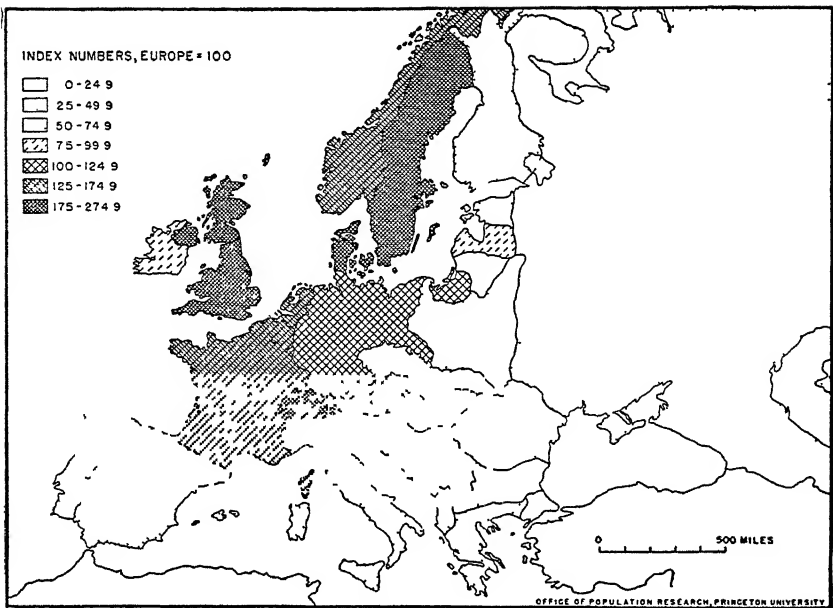 INDEX NUMBERS, EUROPE = 100
0-24 9
25-49 9
50-74 9
75-99 9
100-124 9
125-174 9
175-274 9
0 500 MILES
OFFICE OF POPULATION RESEARCH, PRINCETON UNIVERSITY